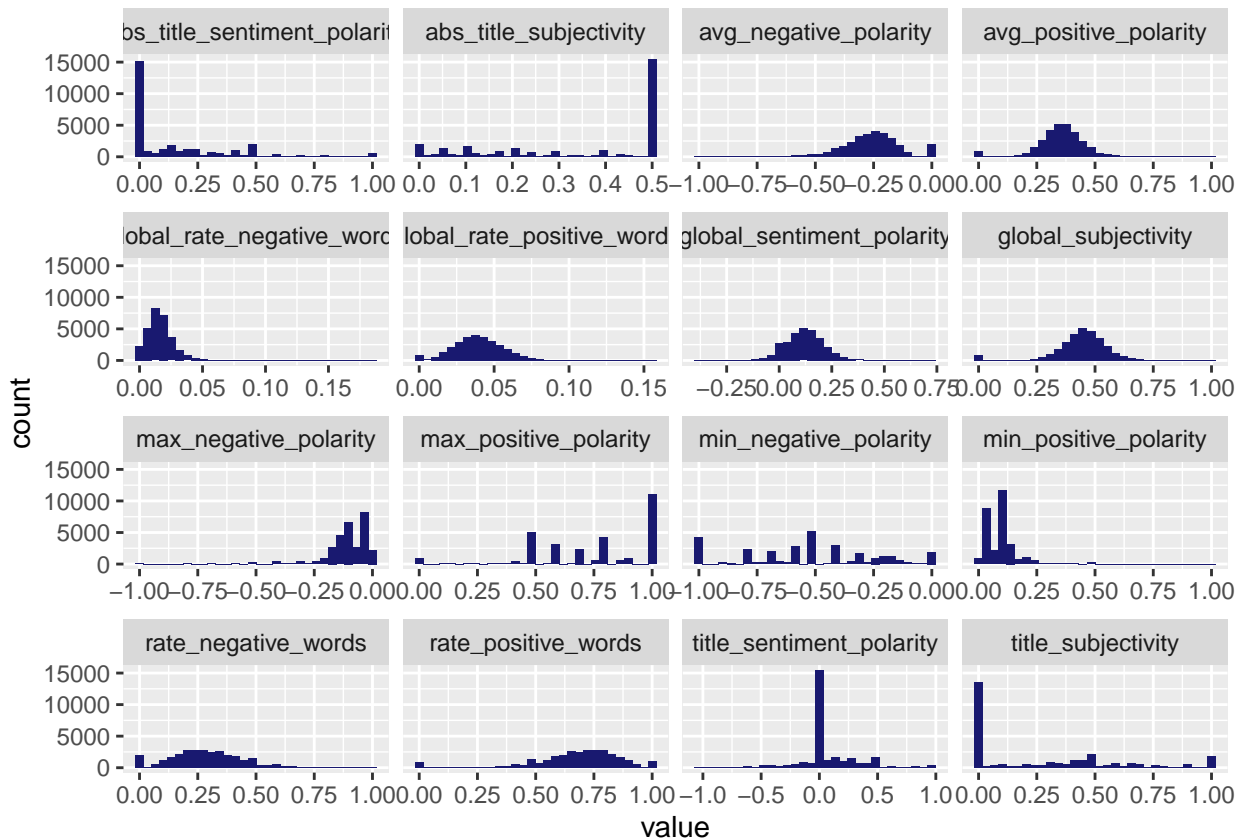 bs_title_sentiment_polarit abs_title_subjectivity avg_negative_polarity avg_positive_polarity
15000
10000
5000
0
0.00 0.25 0.50 0.75 1.00 0.0 0.1 0.2 0.3 0.4 0.5 −1.00 −0.75 −0.50 −0.25 0.00 0.00 0.25 0.50 0.75 1.00
lobal_rate_negative_word lobal_rate_positive_word global_sentiment_polarity global_subjectivity
15000
10000
5000
0
0.00 0.05 0.10 0.15 0.00 0.05 0.10 0.15 −0.25 0.00 0.25 0.50 0.75 0.00 0.25 0.50 0.75 1.00
count
max_negative_polarity max_positive_polarity min_negative_polarity min_positive_polarity
15000
10000
5000
0
−1.00 −0.75 −0.50 −0.25 0.00 0.00 0.25 0.50 0.75 1.00 −1.00 −0.75 −0.50 −0.25 0.00 0.00 0.25 0.50 0.75 1.00
rate_negative_words rate_positive_words title_sentiment_polarity title_subjectivity
15000
10000
5000
0
0.00 0.25 0.50 0.75 1.00 0.00 0.25 0.50 0.75 1.00 −1.0 −0.5 0.0 0.5 1.0 0.00 0.25 0.50 0.75 1.00
value